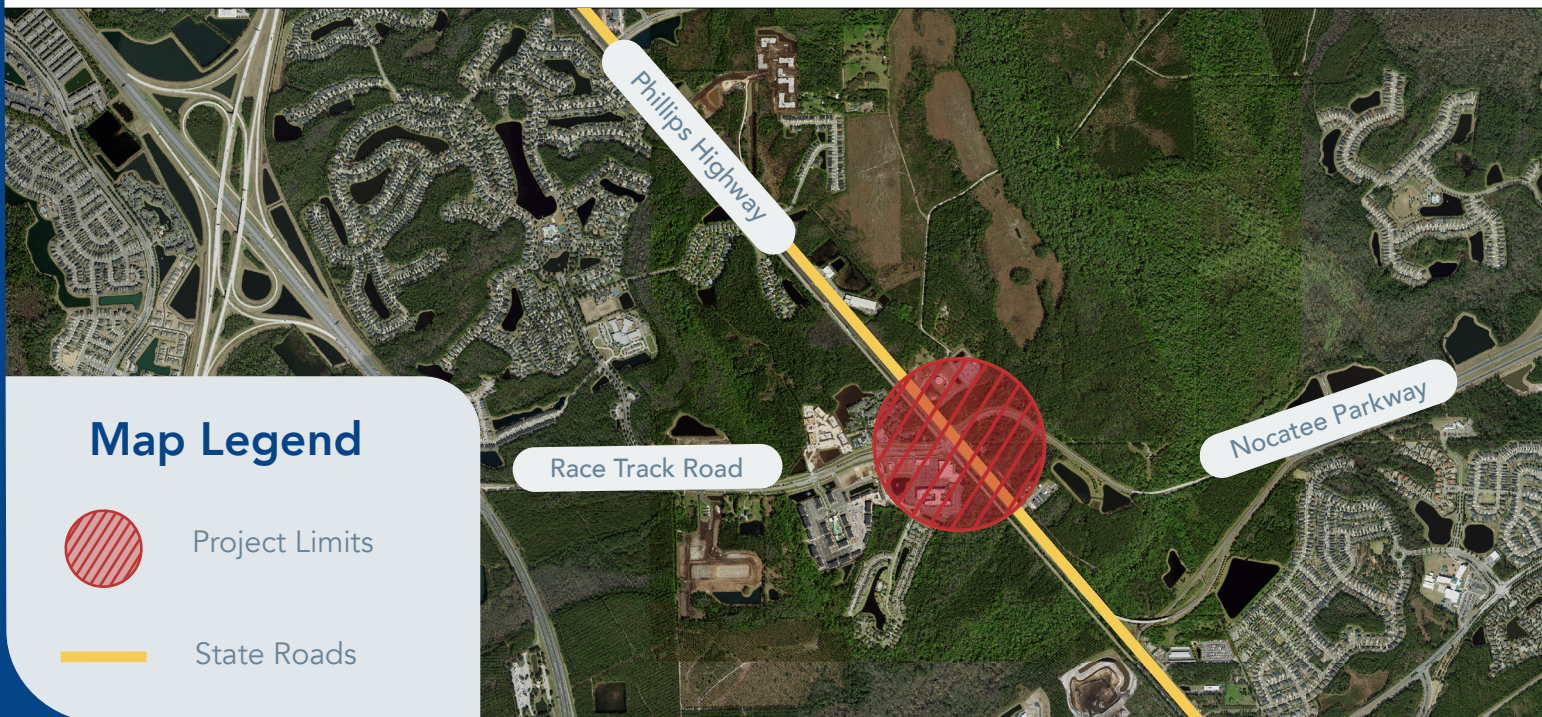 Phillips Highway
Race Track Road
Nocatee Parkway
Map Legend
Project Limits
State Roads